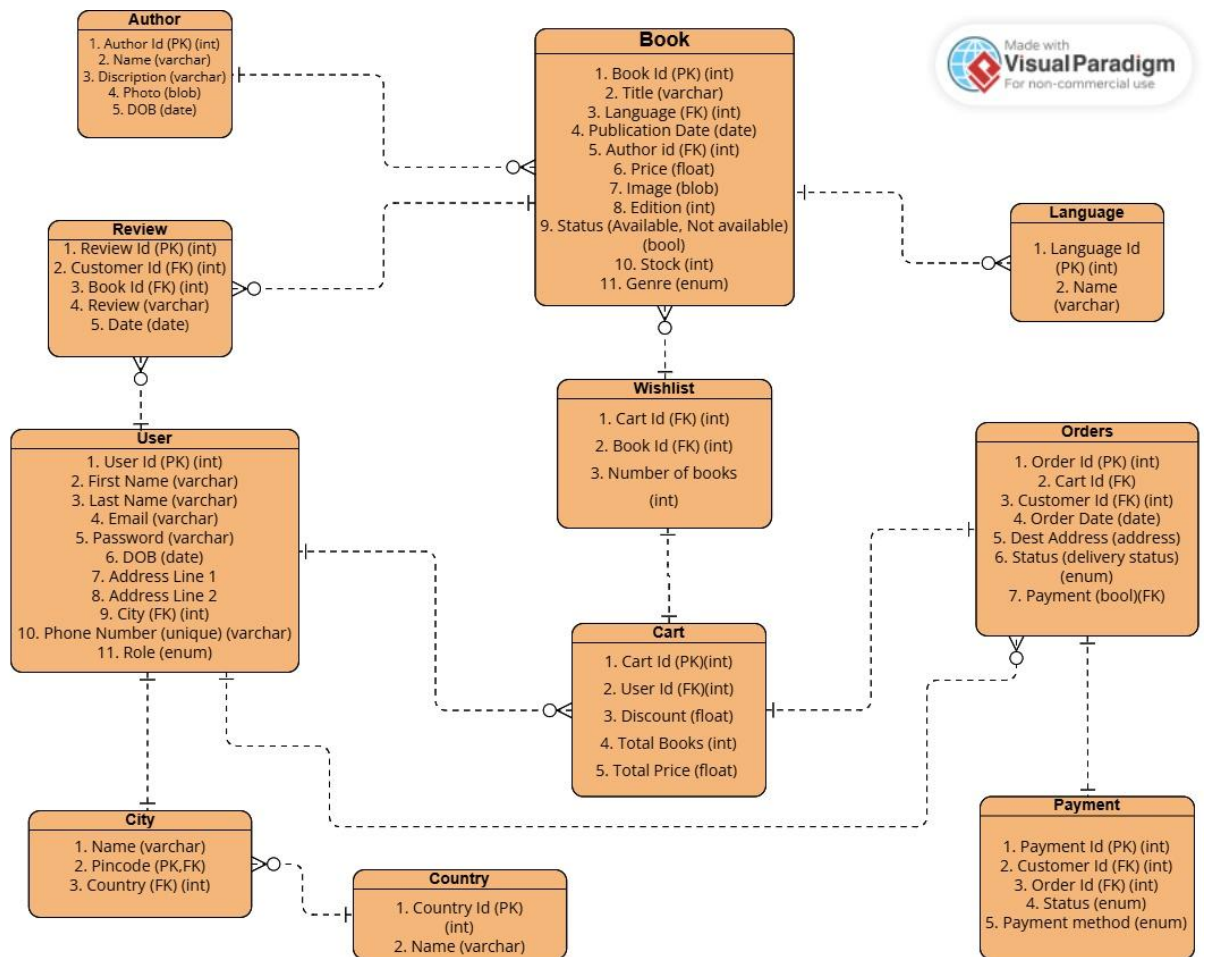 Author
1. Author Id (PK) (int)
2. Name (varchar)
3. Discription (varchar)
4. Photo (blob)
5. DOB (date)
Book
1. Book Id (PK) (int)
2. Title (varchar)
3. Language (FK) (int)
4. Publication Date (date)
5. Author id (FK) (int)
6. Price (float)
7. Image (blob)
8. Edition (int)
9. Status (Available, Not available)
(bool)
10. Stock (int)
11. Genre (enum)
Made with
Visual Paradigm
For non-commercial use
Review
1. Review Id (PK) (int)
2. Customer Id (FK) (int)
3. Book Id (FK) (int)
4. Review (varchar)
5. Date (date)
Language
1. Language Id
(PK) (int)
2. Name
(varchar)
Wishlist
1. Cart Id (FK) (int)
2. Book Id (FK) (int)
3. Number of books
(int)
User
1. User Id (PK) (int)
2. First Name (varchar)
3. Last Name (varchar)
4. Email (varchar)
5. Password (varchar)
6. DOB (date)
7. Address Line 1
8. Address Line 2
9. City (FK) (int)
10. Phone Number (unique) (varchar)
11. Role (enum)
Orders
1. Order Id (PK) (int)
2. Cart Id (FK)
3. Customer Id (FK) (int)
4. Order Date (date)
5. Dest Address (address)
6. Status (delivery status)
(enum)
7. Payment (bool)(FK)
Cart
1. Cart Id (PK)(int)
2. User Id (FK)(int)
3. Discount (float)
4. Total Books (int)
5. Total Price (float)
City
1. Name (varchar)
2. Pincode (PK,FK)
3. Country (FK) (int)
Country
1. Country Id (PK)
(int)
2. Name (varchar)
Payment
1. Payment Id (PK) (int)
2. Customer Id (FK) (int)
3. Order Id (FK) (int)
4. Status (enum)
5. Payment method (enum)